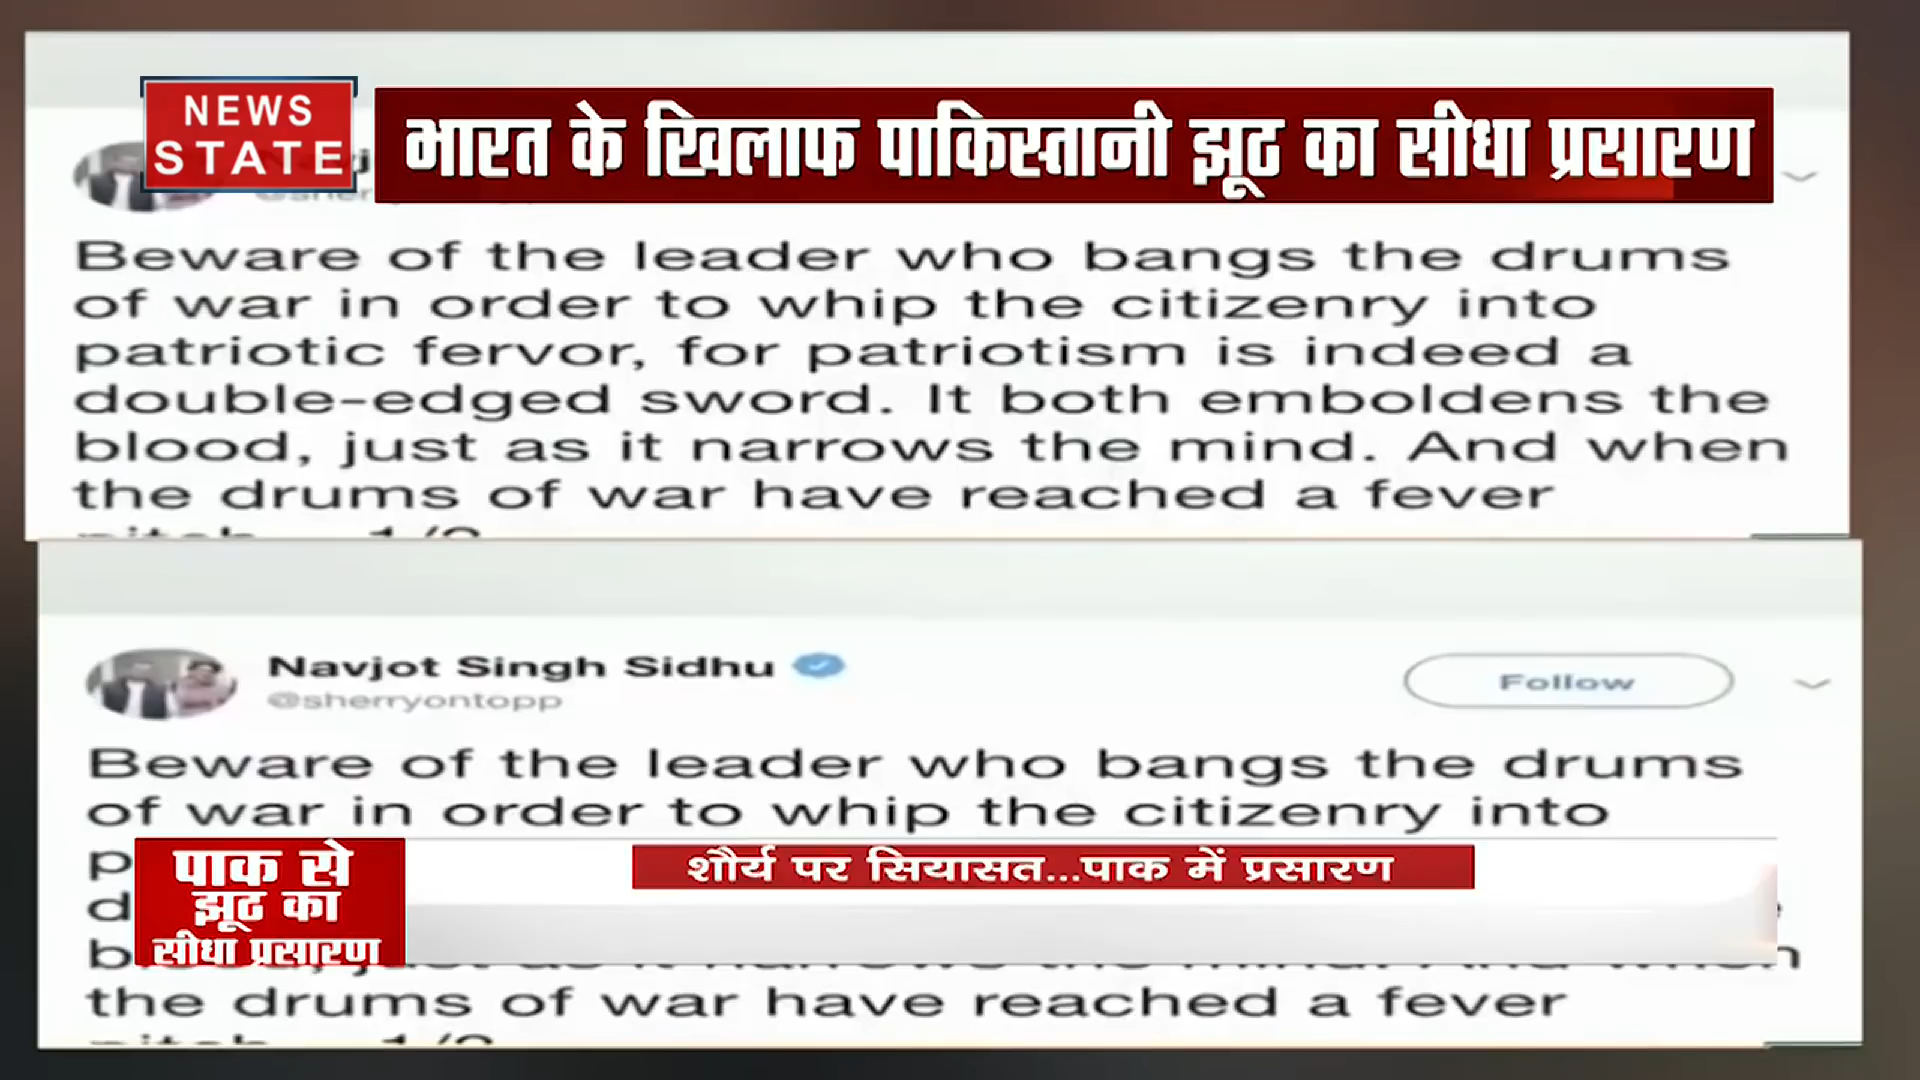 NEWS
STATE
भारत के खिलाफ पाकिस्तानी झूठ का सीधा प्रसारण
Beware of the leader who bangs the drums
of war in order to whip the citizenry into
patriotic fervor, for patriotism is indeed a
double-edged sword. It both emboldens the
blood, just as it narrows the mind. And when
the drums of war have reached a fever
Navjot Singh Sidhu
@sherryontopp
Follow
Beware of the leader who bangs the drums
of war in order to whip the citizenry into
शौर्य पर सियासत...पाक में प्रसारण
पाक से
झूठ का
सीधा प्रसारण
the drums of war have reached a fever